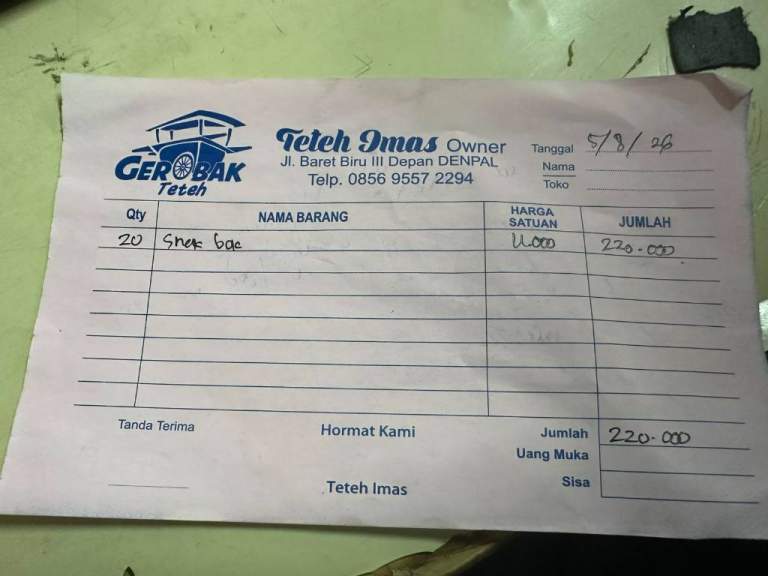 GEROBAK
Teteh
Teteh Imas Owner
Jl. Baret Biru III Depan DENPAL
Telp. 0856 9557 2294
Tanggal 5/8/26
Nama
Toko
Qty NAMA BARANG HARGA SATUAN JUMLAH
20 Snek bac 11.000 220.000
Tanda Terima Hormat Kami Jumlah 220.000
Uang Muka
Teteh Imas Sisa